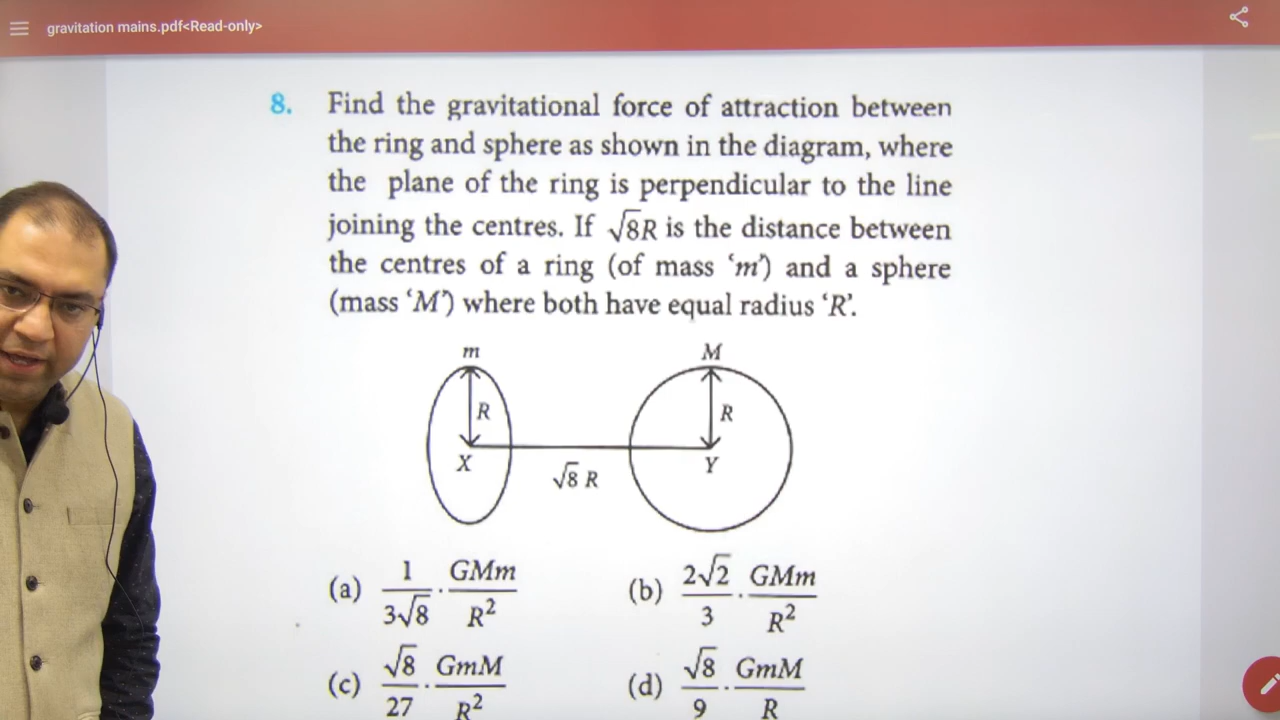 gravitation mains.pdf<Read-only>
8. Find the gravitational force of attraction between
the ring and sphere as shown in the diagram, where
the plane of the ring is perpendicular to the line
joining the centres. If √8R is the distance between
the centres of a ring (of mass ‘m’) and a sphere
(mass ‘M’) where both have equal radius ‘R’.
m M
R R
X Y
√8 R
(a) 1/(3√8) · GMm/R² (b) 2√2/3 · GMm/R²
(c) √8/27 · GmM/R² (d) √8/9 · GmM/R